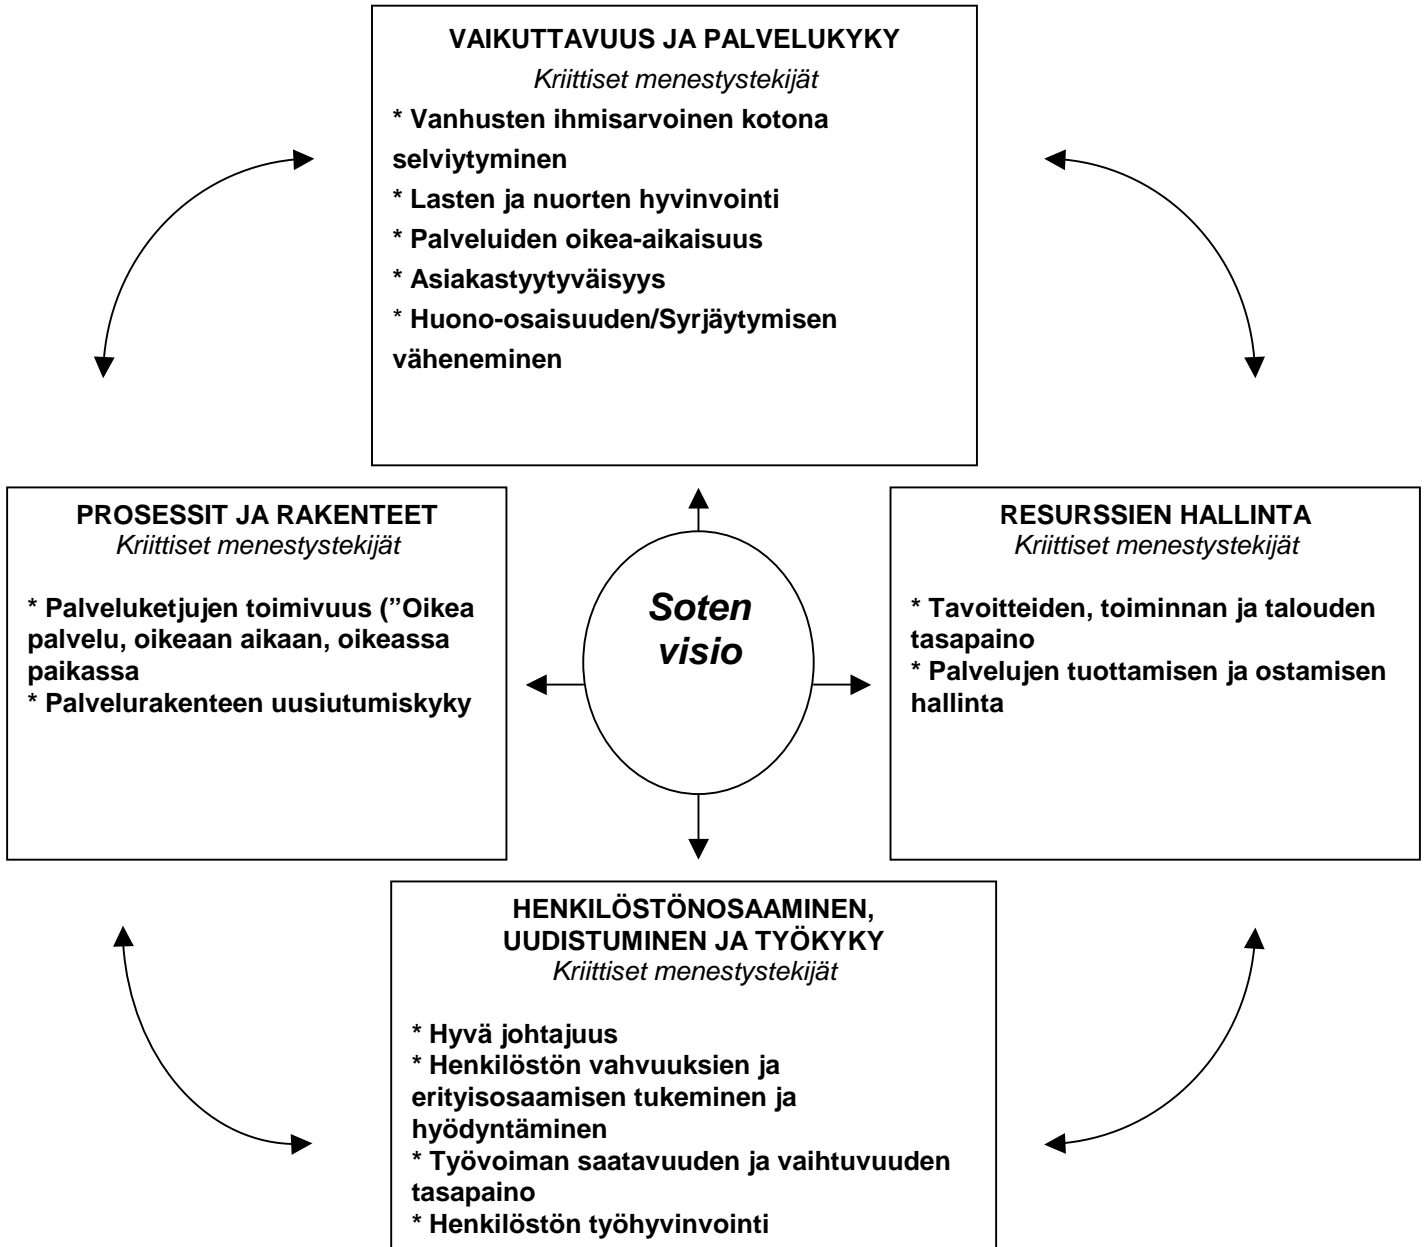 VAIKUTTAVUUS JA PALVELUKYKY
Kriittiset menestystekijät
* Vanhusten ihmisarvoinen kotona
selviytyminen
* Lasten ja nuorten hyvinvointi
* Palveluiden oikea-aikaisuus
* Asiakastyytyväisyys
* Huono-osaisuuden/Syrjäytymisen
väheneminen
PROSESSIT JA RAKENTEET
Kriittiset menestystekijät
* Palveluketjujen toimivuus (”Oikea
palvelu, oikeaan aikaan, oikeassa
paikassa
* Palvelurakenteen uusiutumiskyky
Soten
visio
RESURSSIEN HALLINTA
Kriittiset menestystekijät
* Tavoitteiden, toiminnan ja talouden
tasapaino
* Palvelujen tuottamisen ja ostamisen
hallinta
HENKILÖSTÖNOSAAMINEN,
UUDISTUMINEN JA TYÖKYKY
Kriittiset menestystekijät
* Hyvä johtajuus
* Henkilöstön vahvuuksien ja
erityisosaamisen tukeminen ja
hyödyntäminen
* Työvoiman saatavuuden ja vaihtuvuuden
tasapaino
* Henkilöstön työhyvinvointi